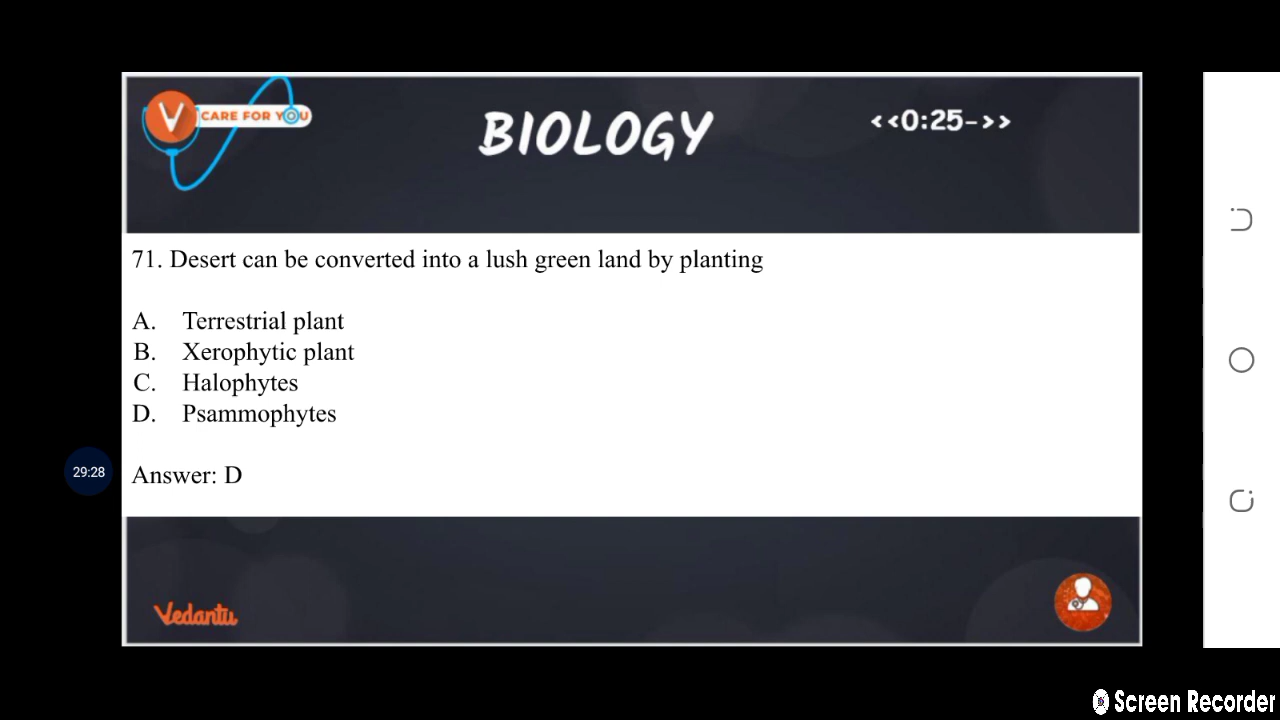 V CARE FOR YOU
BIOLOGY
<<0:25->>
71. Desert can be converted into a lush green land by planting
A. Terrestrial plant
B. Xerophytic plant
C. Halophytes
D. Psammophytes
29:28
Answer: D
Vedantu
Screen Recorder